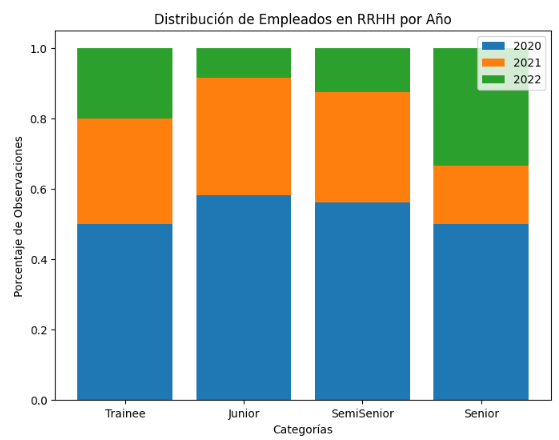 Distribución de Empleados en RRHH por Año
2020
2021
2022
Porcentaje de Observaciones
1.0
0.8
0.6
0.4
0.2
0.0
Trainee
Junior
SemiSenior
Senior
Categorías